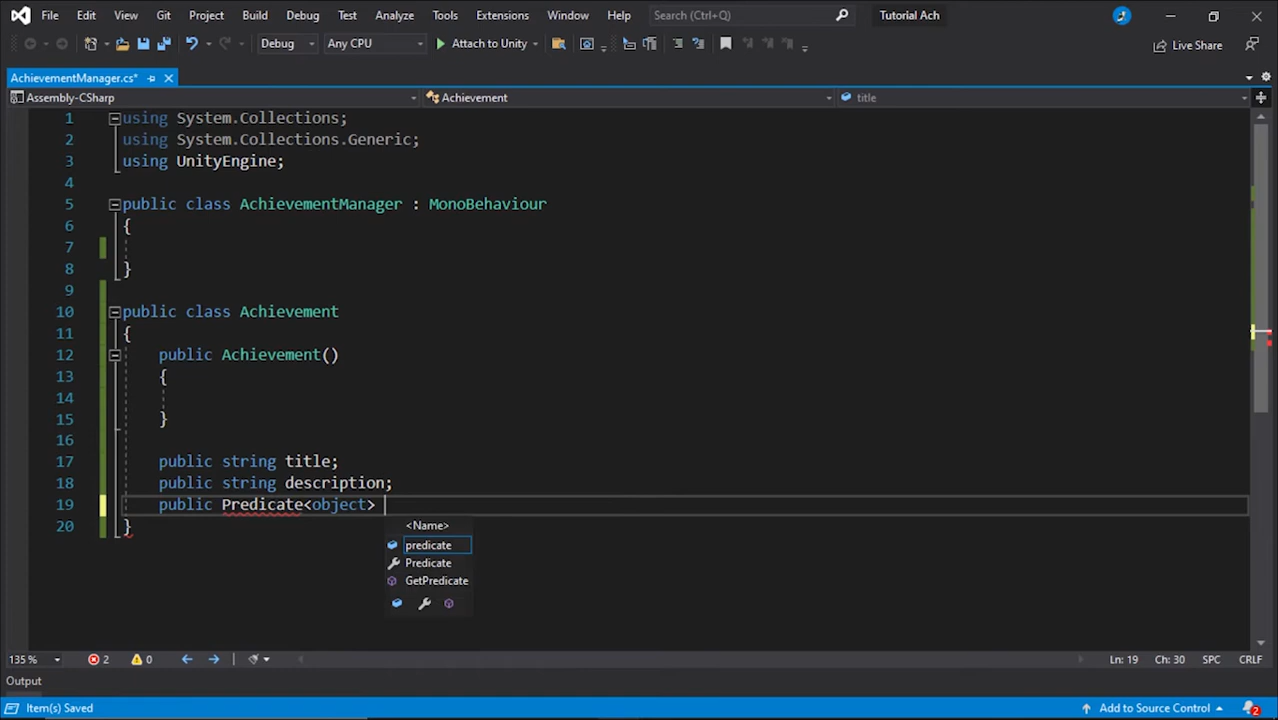 File Edit View Git Project Build Debug Test Analyze Tools Extensions Window Help Search (Ctrl+Q) Tutorial Ach
Debug Any CPU Attach to Unity Live Share
AchievementManager.cs*
Assembly-CSharp Achievement title
1 using System.Collections;
2 using System.Collections.Generic;
3 using UnityEngine;
4
5 public class AchievementManager : MonoBehaviour
6 {
7
8 }
9
10 public class Achievement
11 {
12 public Achievement()
13 {
14
15 }
16
17 public string title;
18 public string description;
19 public Predicate<object>
20 }
<Name>
predicate
Predicate
GetPredicate
135 % 2 0 Ln: 19 Ch: 30 SPC CRLF
Output
Item(s) Saved Add to Source Control 2